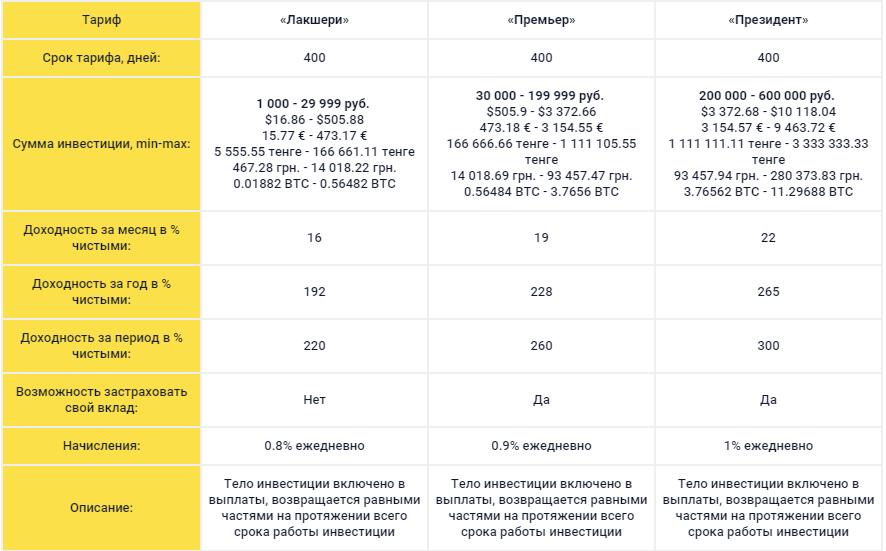 Тариф
«Лакшери»
«Премьер»
«Президент»
Срок тарифа, дней:
400
400
400
Сумма инвестиции, min-max:
1 000 - 29 999 руб.
$16.86 - $505.88
15.77 € - 473.17 €
5 555.55 тенге - 166 661.11 тенге
467.28 грн. - 14 018.22 грн.
0.01882 BTC - 0.56482 BTC
30 000 - 199 999 руб.
$505.9 - $3 372.66
473.18 € - 3 154.55 €
166 666.66 тенге - 1 111 105.55
тенге
14 018.69 грн. - 93 457.47 грн.
0.56484 BTC - 3.7656 BTC
200 000 - 600 000 руб.
$3 372.68 - $10 118.04
3 154.57 € - 9 463.72 €
1 111 111.11 тенге - 3 333 333.33
тенге
93 457.94 грн. - 280 373.83 грн.
3.76562 BTC - 11.29688 BTC
Доходность за месяц в %
чистыми:
16
19
22
Доходность за год в %
чистыми:
192
228
265
Доходность за период в %
чистыми:
220
260
300
Возможность застраховать
свой вклад:
Нет
Да
Да
Начисления:
0.8% ежедневно
0.9% ежедневно
1% ежедневно
Описание:
Тело инвестиции включено в
выплаты, возвращается равными
частями на протяжении всего
срока работы инвестиции
Тело инвестиции включено в
выплаты, возвращается равными
частями на протяжении всего
срока работы инвестиции
Тело инвестиции включено в
выплаты, возвращается равными
частями на протяжении всего
срока работы инвестиции